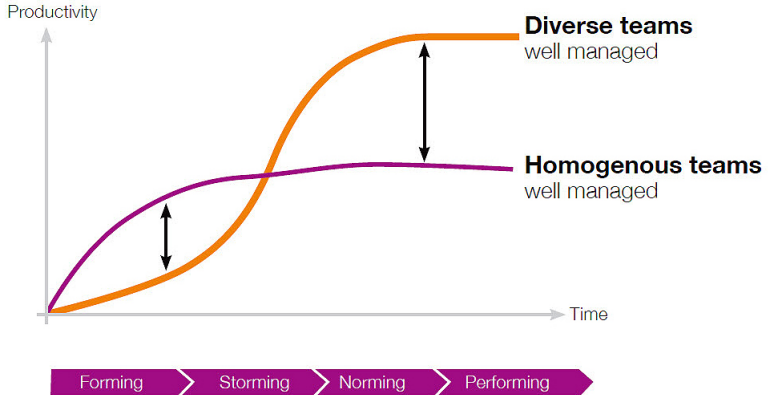 Productivity
Diverse teams
well managed
Homogenous teams
well managed
Time
Forming
Storming
Norming
Performing